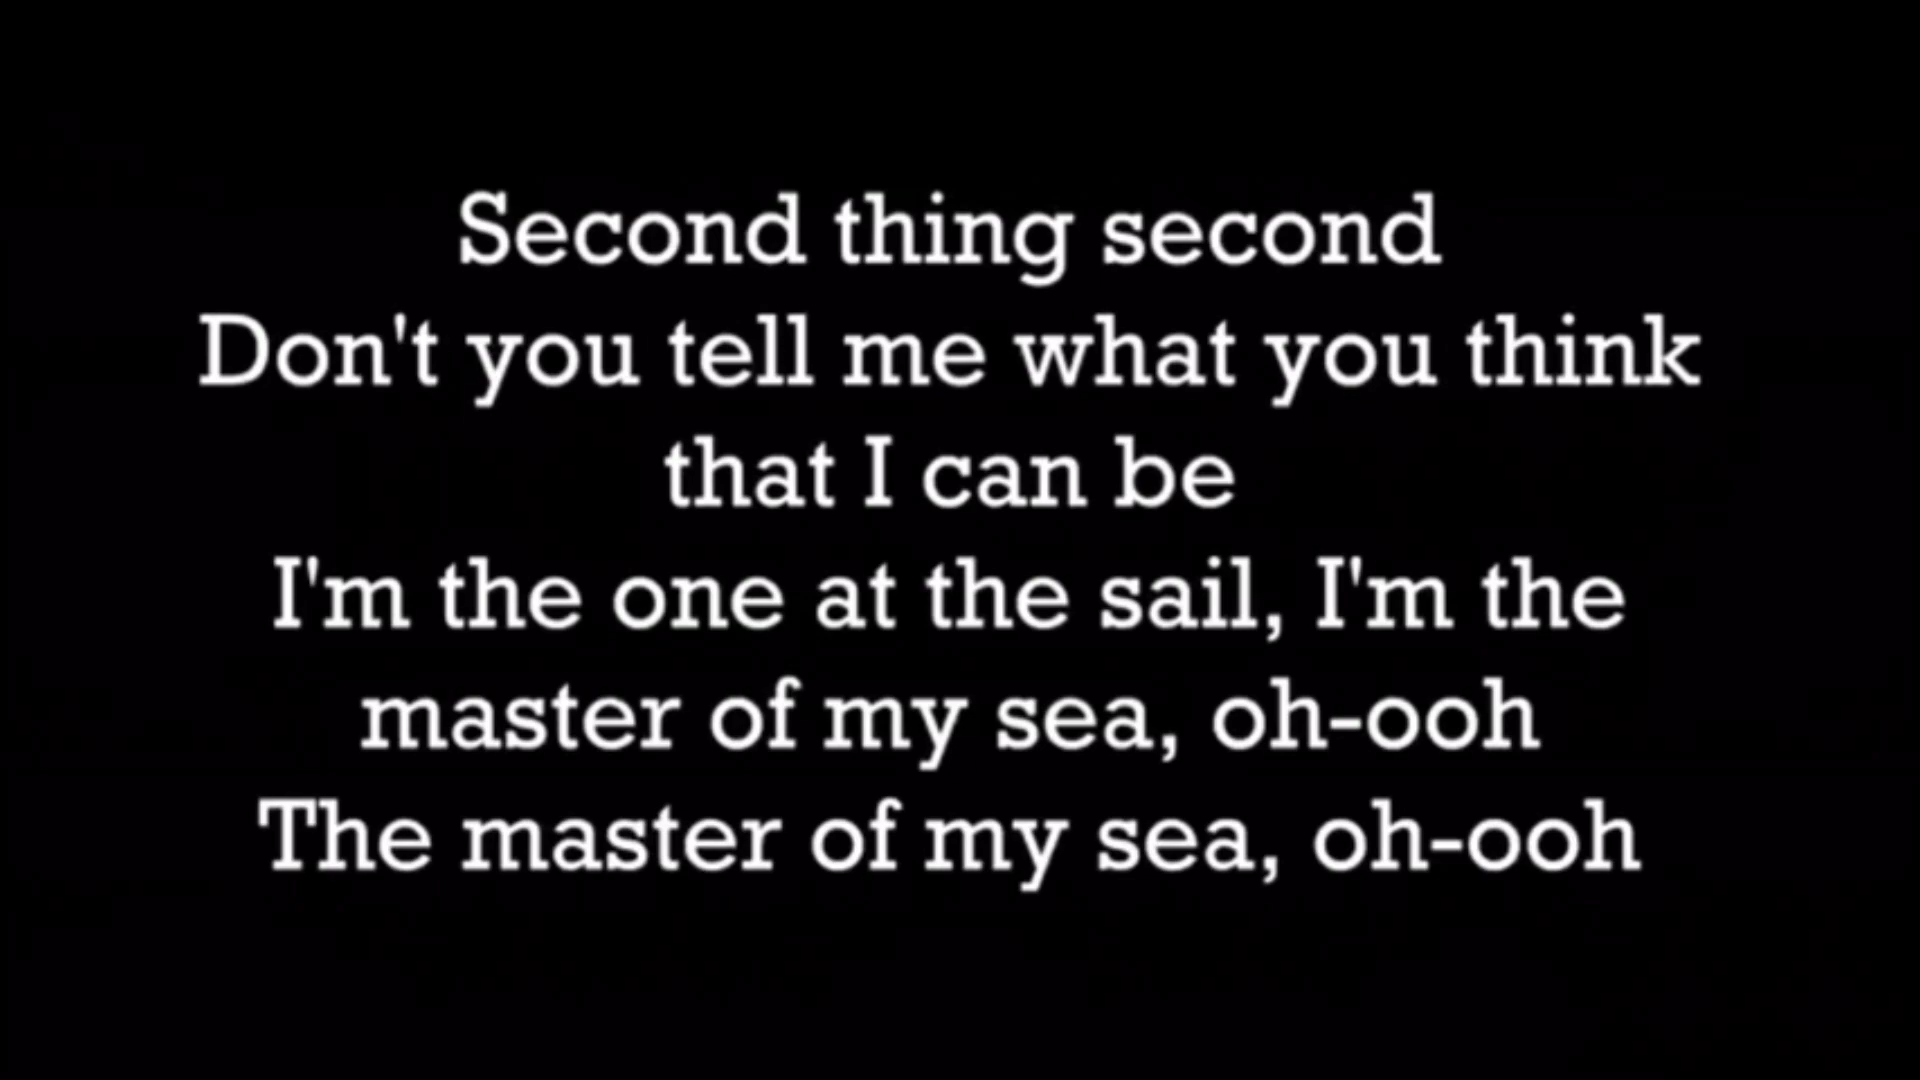 Second thing second
Don't you tell me what you think
that I can be
I'm the one at the sail, I'm the
master of my sea, oh-ooh
The master of my sea, oh-ooh